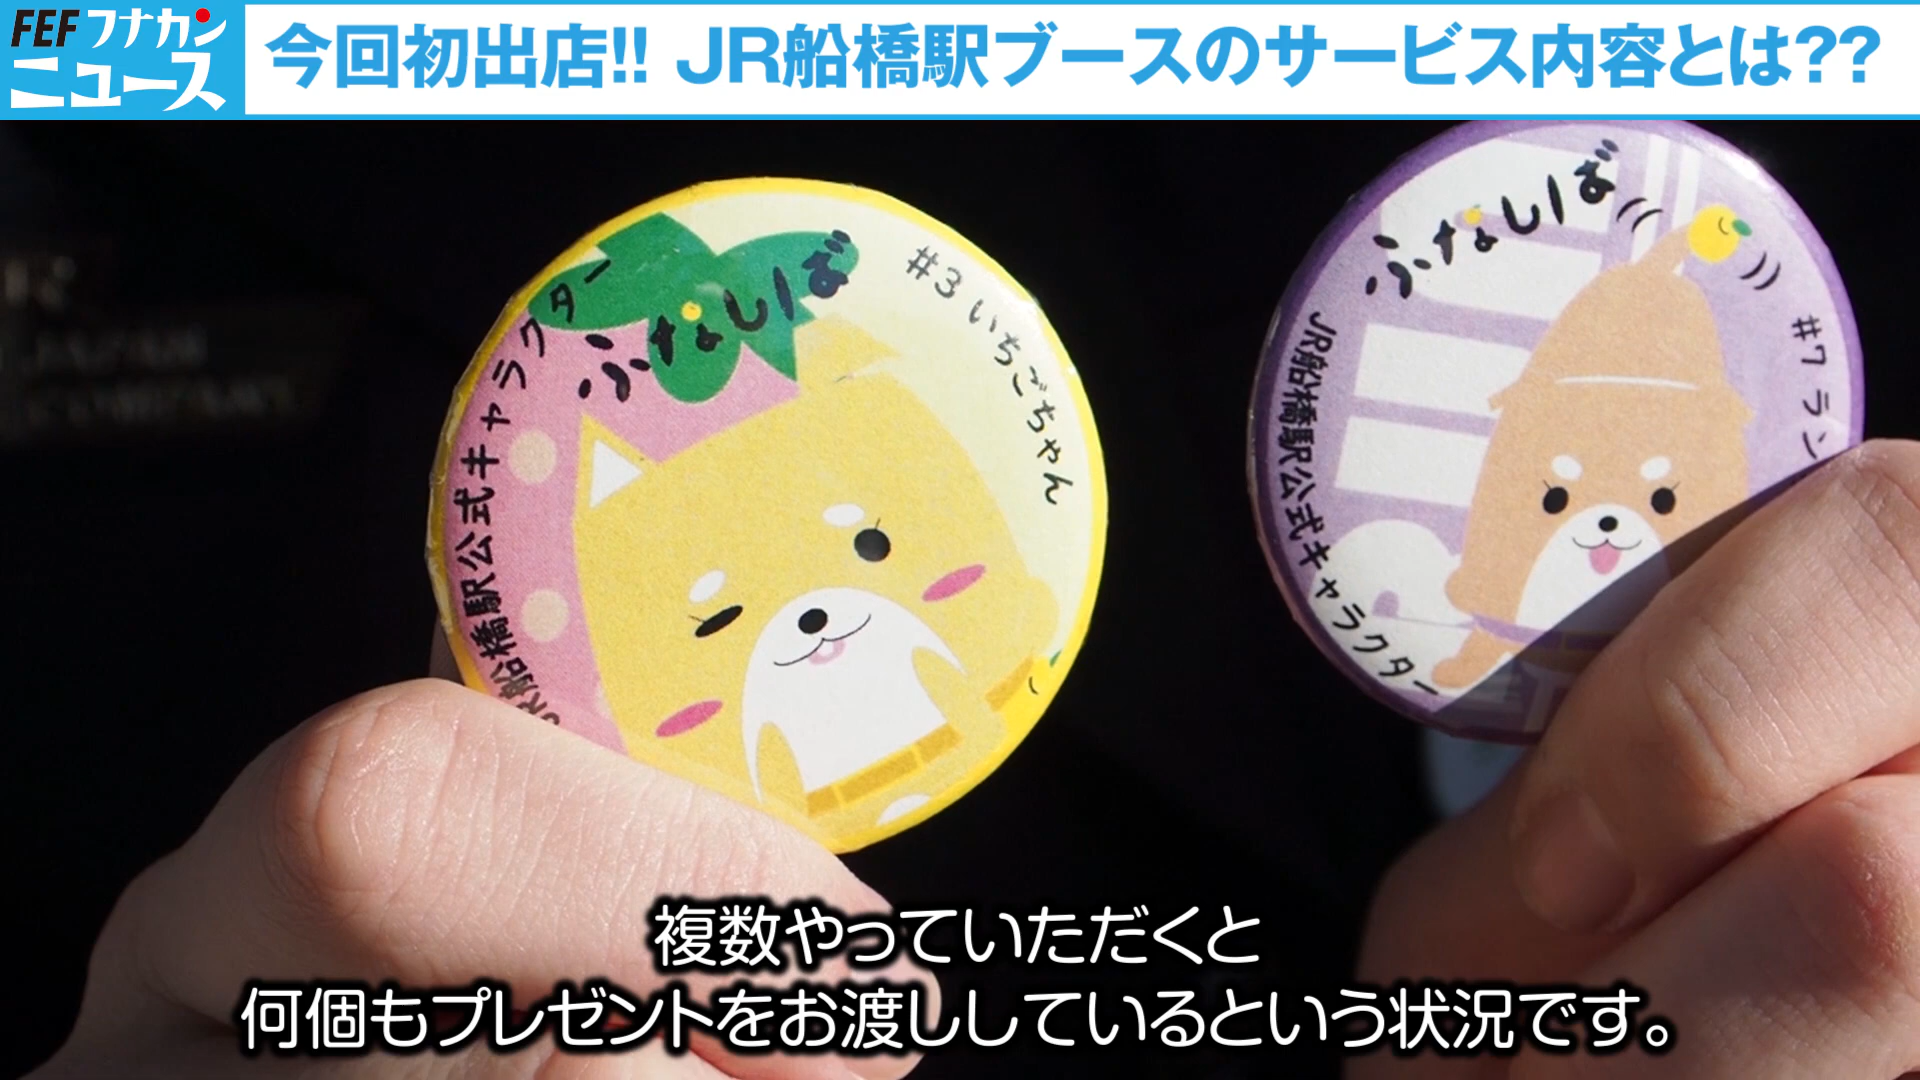 FEFフナカン
ニュース
今回初出店!! JR船橋駅ブースのサービス内容とは??
ふなしば
#3 いちごちゃん
JR船橋駅公式キャラクター
ふなしば
#7 ラン
JR船橋駅公式キャラクター
JAPAN
COMPANY
複数やっていただくと
何個もプレゼントをお渡ししているという状況です。